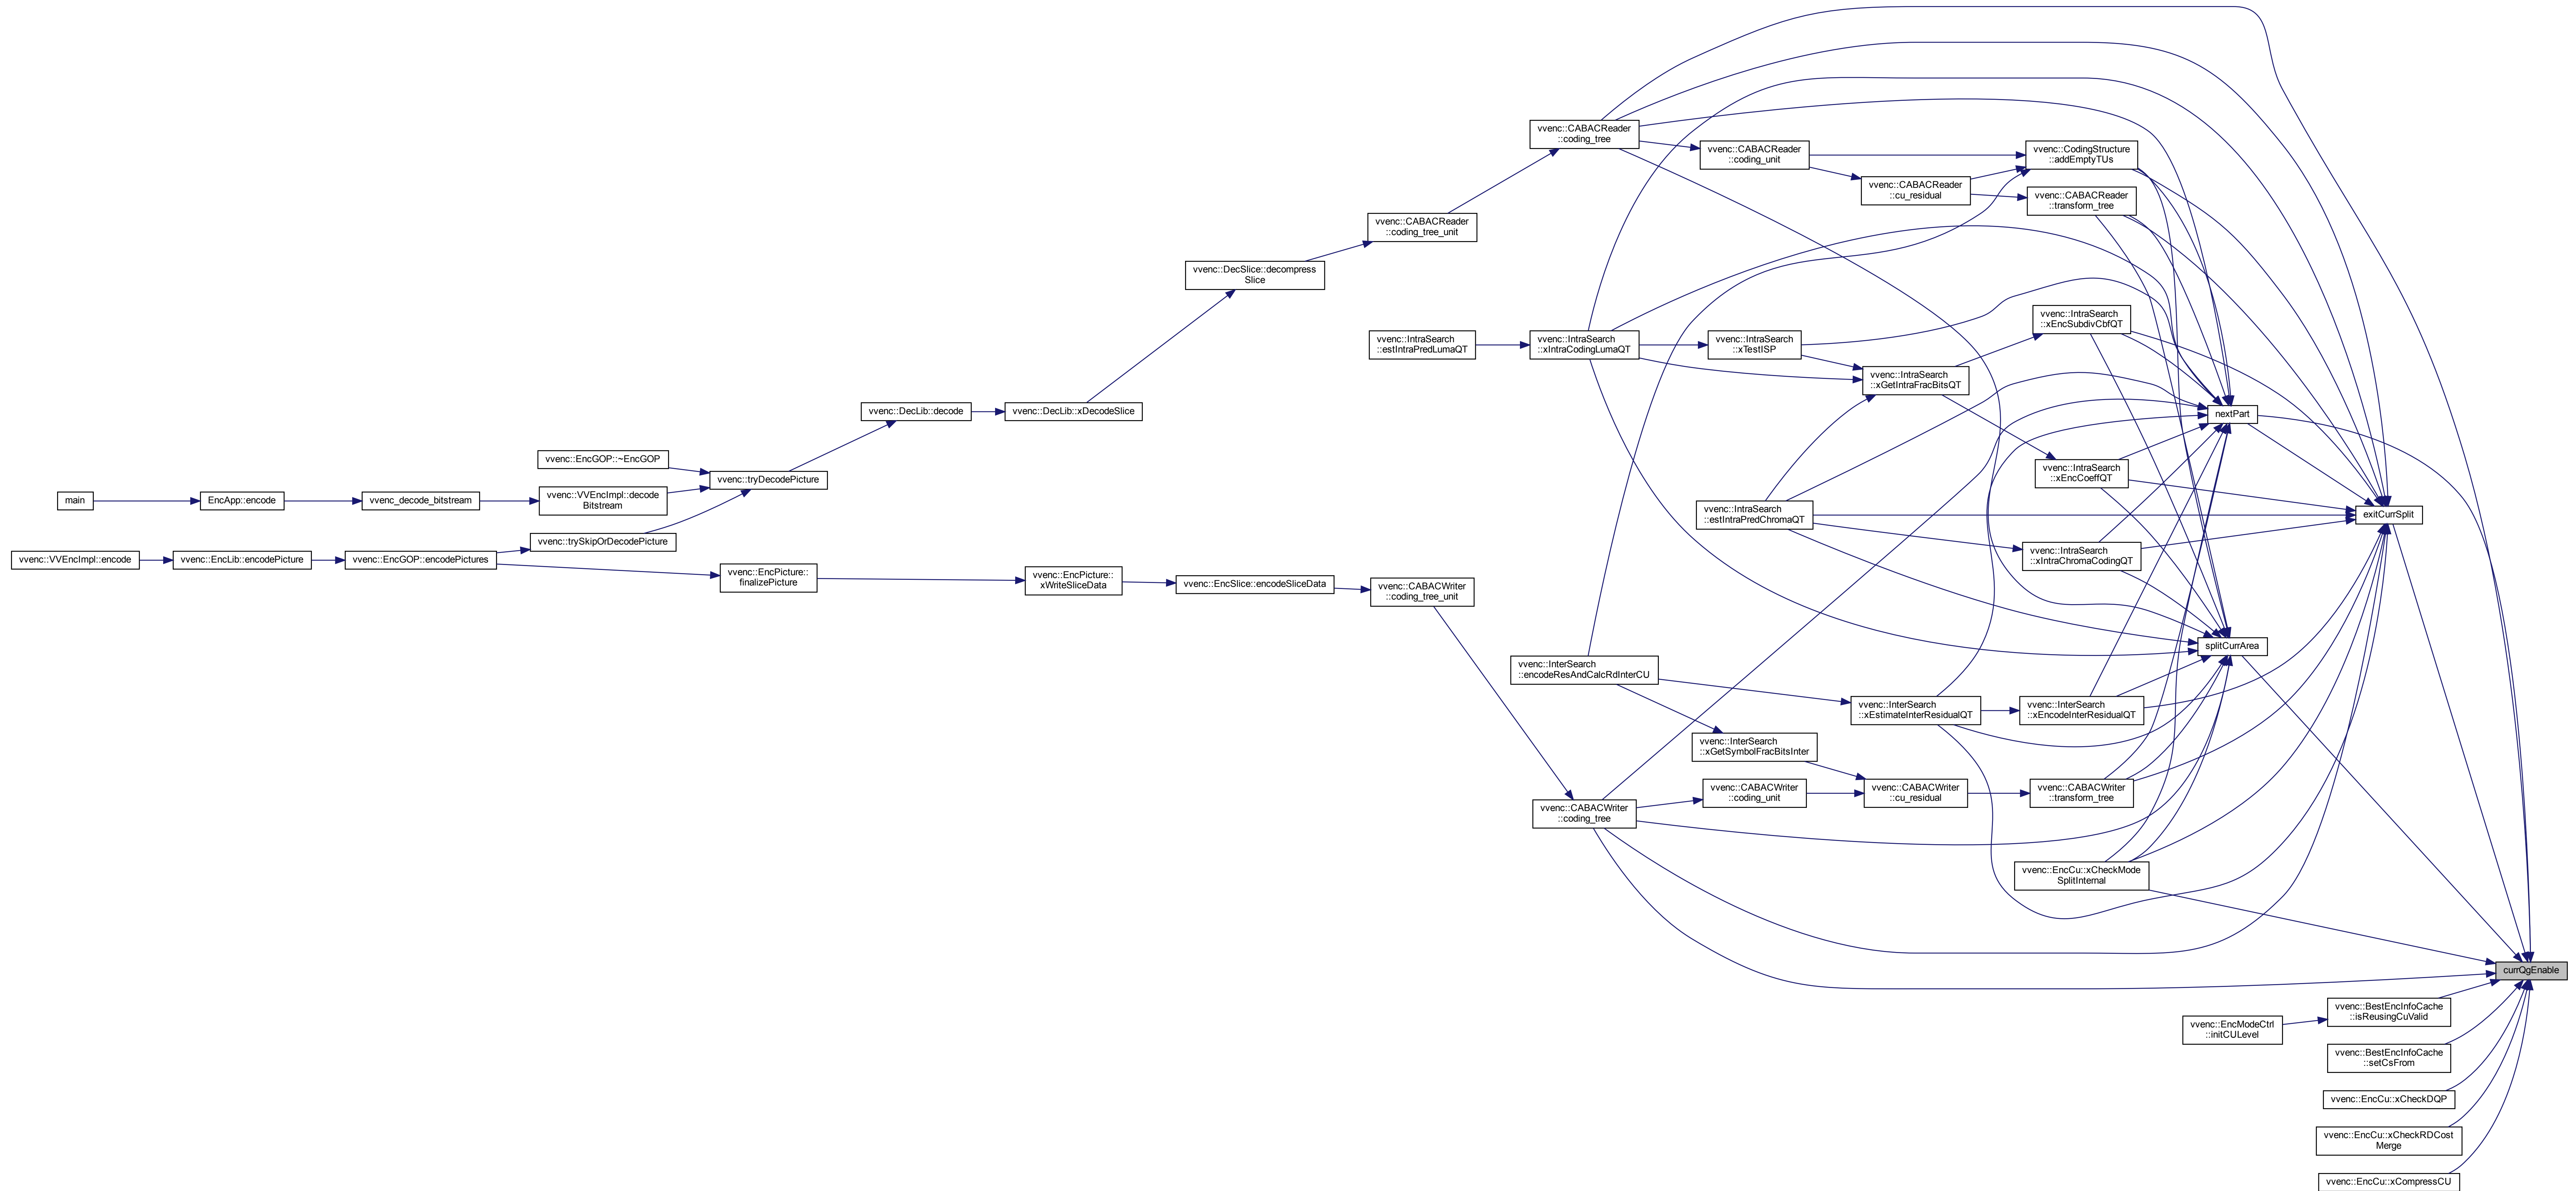 vvenc::CABACReader
::coding_tree
vvenc::CABACReader
::coding_unit
vvenc::CodingStructure
::addEmptyTUs
vvenc::CABACReader
::cu_residual
vvenc::CABACReader
::transform_tree
vvenc::CABACReader
::coding_tree_unit
vvenc::DecSlice::decompress
Slice
vvenc::IntraSearch
::xEncSubdivCbfQT
vvenc::IntraSearch
::estIntraPredLumaQT
vvenc::IntraSearch
::xIntraCodingLumaQT
vvenc::IntraSearch
::xTestISP
vvenc::IntraSearch
::xGetIntraFracBitsQT
vvenc::DecLib::decode
vvenc::DecLib::xDecodeSlice
nextPart
vvenc::EncGOP::~EncGOP
vvenc::tryDecodePicture
vvenc::IntraSearch
::xEncCoeffQT
main
EncApp::encode
vvenc_decode_bitstream
vvenc::VVEncImpl::decode
Bitstream
vvenc::IntraSearch
::estIntraPredChromaQT
exitCurrSplit
vvenc::trySkipOrDecodePicture
vvenc::IntraSearch
::xIntraChromaCodingQT
vvenc::VVEncImpl::encode
vvenc::EncLib::encodePicture
vvenc::EncGOP::encodePictures
vvenc::EncPicture::
finalizePicture
vvenc::EncPicture::
xWriteSliceData
vvenc::EncSlice::encodeSliceData
vvenc::CABACWriter
::coding_tree_unit
splitCurrArea
vvenc::InterSearch
::encodeResAndCalcRdInterCU
vvenc::InterSearch
::xEstimateInterResidualQT
vvenc::InterSearch
::xEncodeInterResidualQT
vvenc::InterSearch
::xGetSymbolFracBitsInter
vvenc::CABACWriter
::coding_tree
vvenc::CABACWriter
::coding_unit
vvenc::CABACWriter
::cu_residual
vvenc::CABACWriter
::transform_tree
vvenc::EncCu::xCheckMode
SplitInternal
currQgEnable
vvenc::BestEncInfoCache
::isReusingCuValid
vvenc::EncModeCtrl
::initCULevel
vvenc::BestEncInfoCache
::setCsFrom
vvenc::EncCu::xCheckDQP
vvenc::EncCu::xCheckRDCost
Merge
vvenc::EncCu::xCompressCU